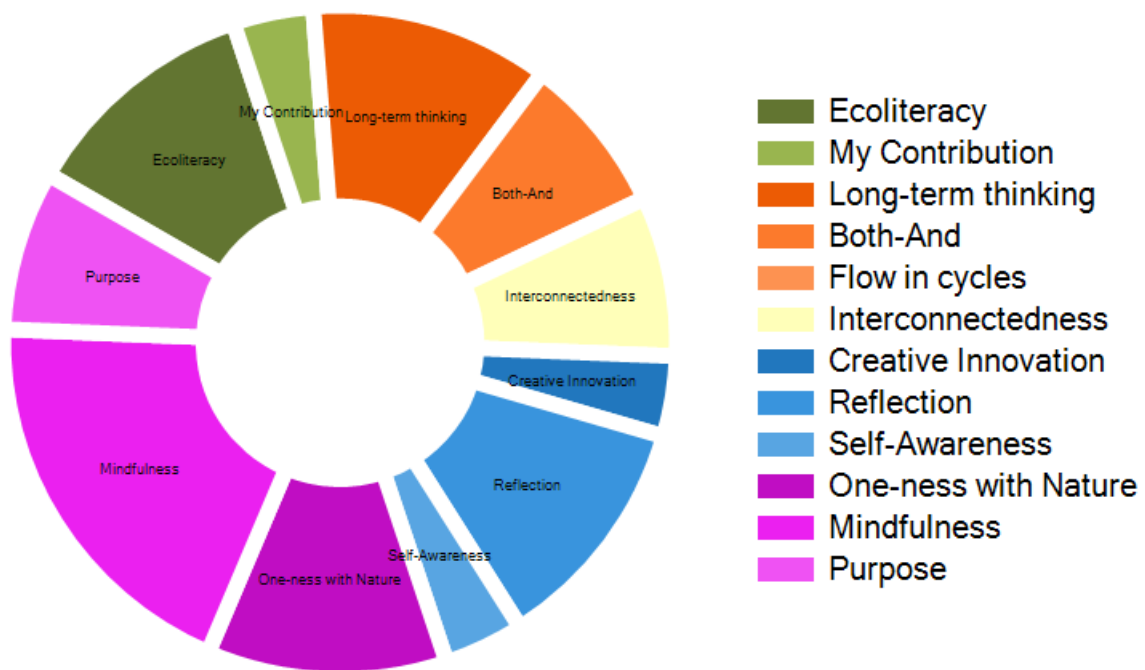 My Contribution
Long-term thinking
Ecoliteracy
Both-And
Purpose
Interconnectedness
Creative Innovation
Mindfulness
Reflection
Self-Awareness
One-ness with Nature
Ecoliteracy
My Contribution
Long-term thinking
Both-And
Flow in cycles
Interconnectedness
Creative Innovation
Reflection
Self-Awareness
One-ness with Nature
Mindfulness
Purpose